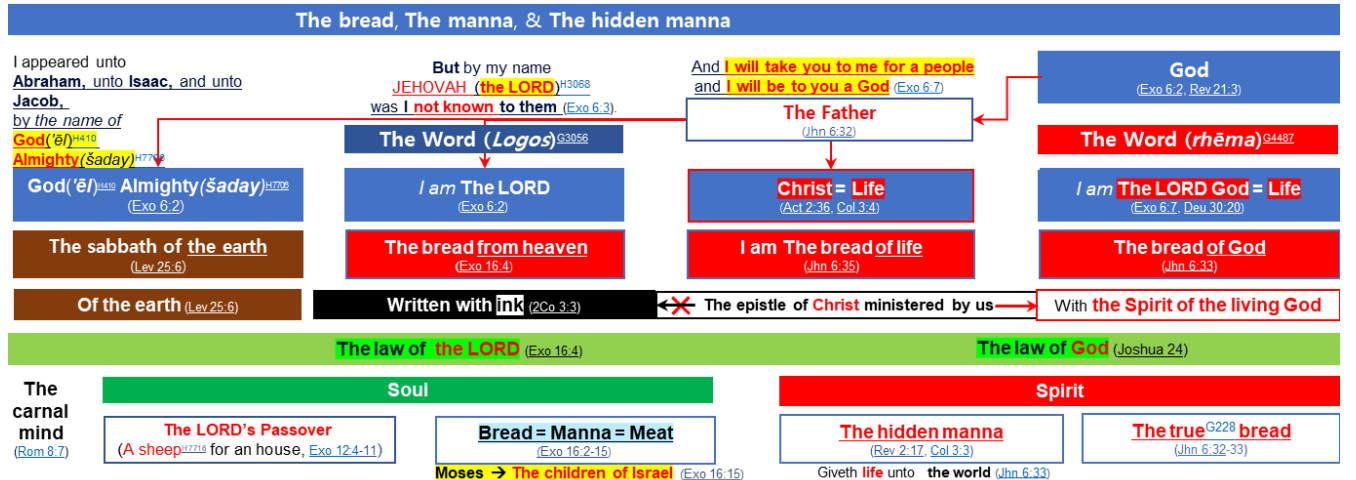 The bread, The manna, & The hidden manna
I appeared unto
Abraham, unto Isaac, and unto
Jacob,
by the name of
God('ēl)H410
Almighty(šaday)H7706
But by my name
JEHOVAH (the LORD)H3068
was I not known to them (Exo 6:3).
And I will take you to me for a people
and I will be to you a God (Exo 6:7)
God
(Exo 6:2, Rev 21:3)
The Father
(Jhn 6:32)
The Word (Logos)G3056
The Word (rhēma)G4487
God('ēl)H410 Almighty(šaday)H7706
(Exo 6:2)
I am The LORD
(Exo 6:2)
Christ = Life
(Act 2:36, Col 3:4)
I am The LORD God = Life
(Exo 6:7, Deu 30:20)
The sabbath of the earth
(Lev 25:6)
The bread from heaven
(Exo 16:4)
I am The bread of life
(Jhn 6:35)
The bread of God
(Jhn 6:33)
Of the earth (Lev 25:6)
Written with ink (2Co 3:3)
The epistle of Christ ministered by us
With the Spirit of the living God
The law of the LORD (Exo 16:4)
The law of God (Joshua 24)
The
carnal
mind
(Rom 8:7)
Soul
Spirit
The LORD's Passover
(A sheepH7716 for an house, Exo 12:4-11)
Bread = Manna = Meat
(Exo 16:2-15)
Moses → The children of Israel (Exo 16:15)
The hidden manna
(Rev 2:17, Col 3:3)
The trueG228 bread
(Jhn 6:32-33)
Giveth life unto the world (Jhn 6:33)